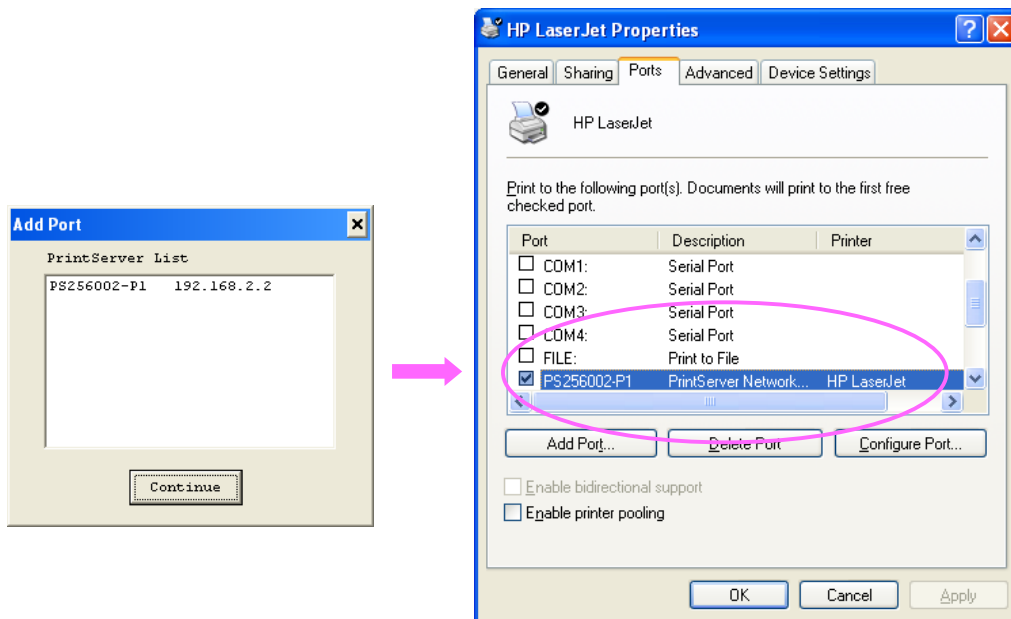 Add Port
PrintServer List
PS256002-P1 192.168.2.2
Continue
HP LaserJet Properties
General Sharing Ports Advanced Device Settings
HP LaserJet
Print to the following port(s). Documents will print to the first free
checked port.
Port Description Printer
COM1: Serial Port
COM2: Serial Port
COM3: Serial Port
COM4: Serial Port
FILE: Print to File
PS256002-P1 PrintServer Network... HP LaserJet
Add Port... Delete Port Configure Port...
Enable bidirectional support
Enable printer pooling
OK Cancel Apply